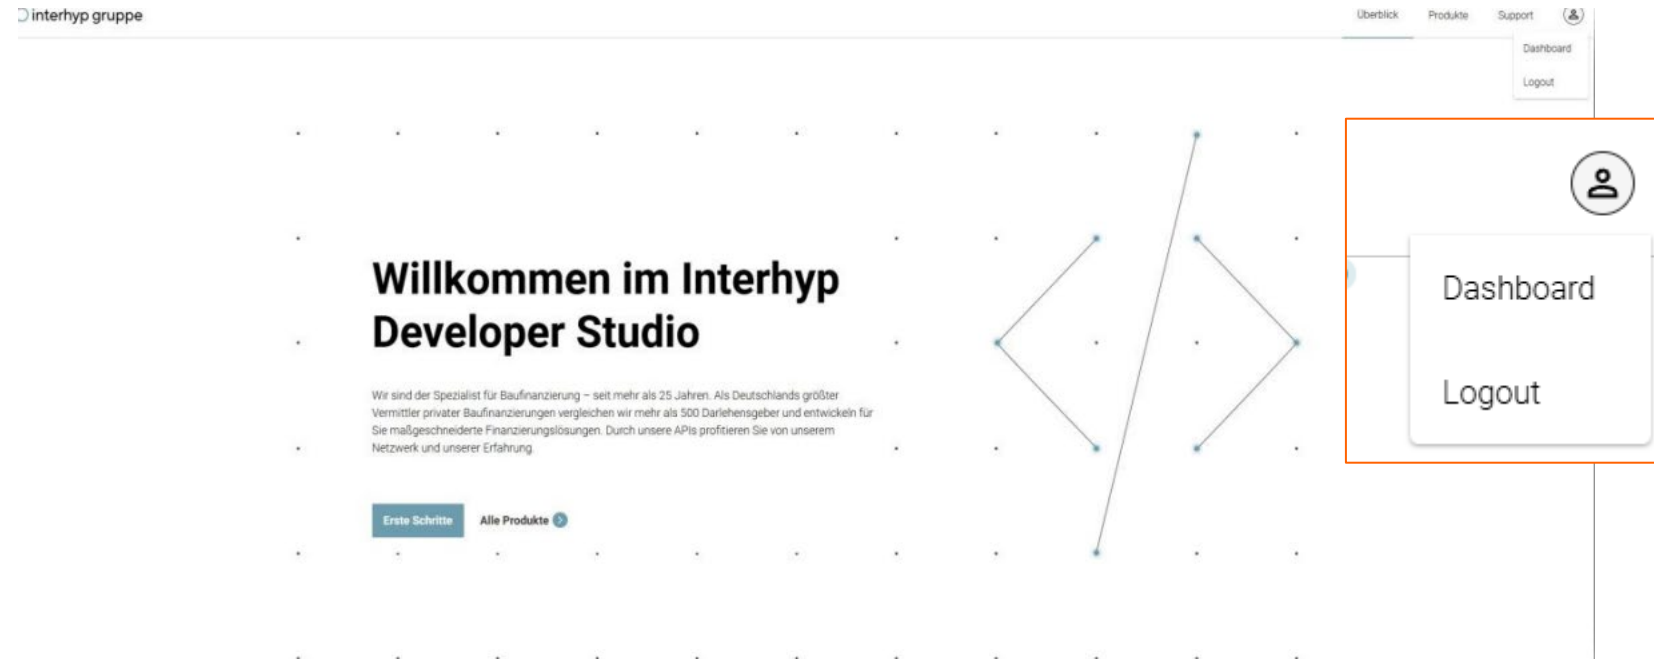 interhyp gruppe
Überblick Produkte Support
Dashboard
Logout
Dashboard
Logout
Willkommen im Interhyp
Developer Studio
Wir sind der Spezialist für Baufinanzierung – seit mehr als 25 Jahren. Als Deutschlands größter
Vermittler privater Baufinanzierungen vergleichen wir mehr als 500 Darlehensgeber und entwickeln für
Sie maßgeschneiderte Finanzierungslösungen. Durch unsere APIs profitieren Sie von unserem
Netzwerk und unserer Erfahrung.
Erste Schritte Alle Produkte